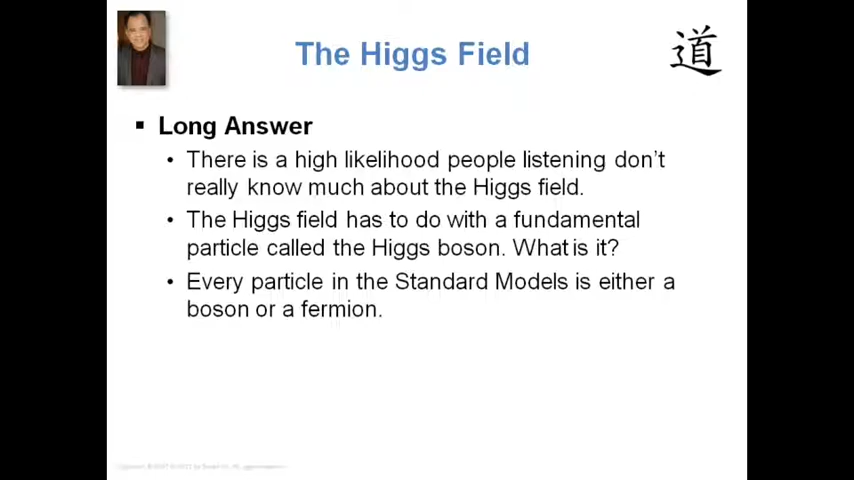 The Higgs Field
道
▪ Long Answer
• There is a high likelihood people listening don't
really know much about the Higgs field.
• The Higgs field has to do with a fundamental
particle called the Higgs boson. What is it?
• Every particle in the Standard Models is either a
boson or a fermion.